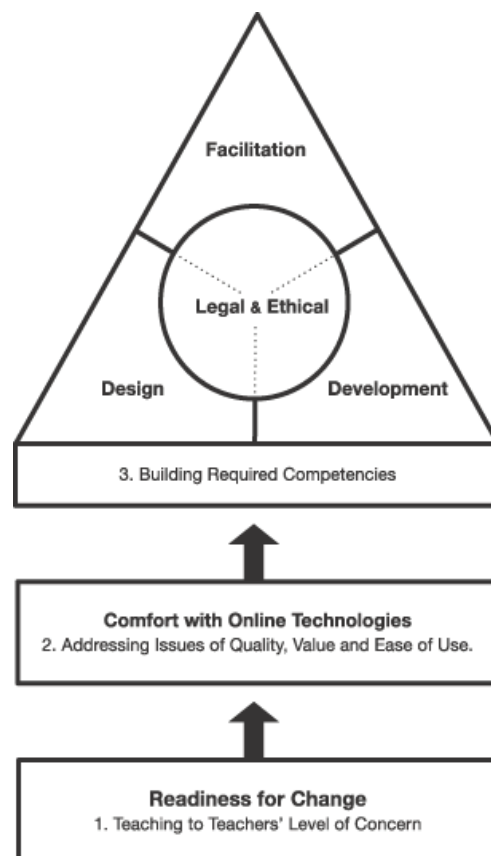 Facilitation
Legal & Ethical
Design
Development
3. Building Required Competencies
Comfort with Online Technologies
2. Addressing Issues of Quality, Value and Ease of Use.
Readiness for Change
1. Teaching to Teachers' Level of Concern